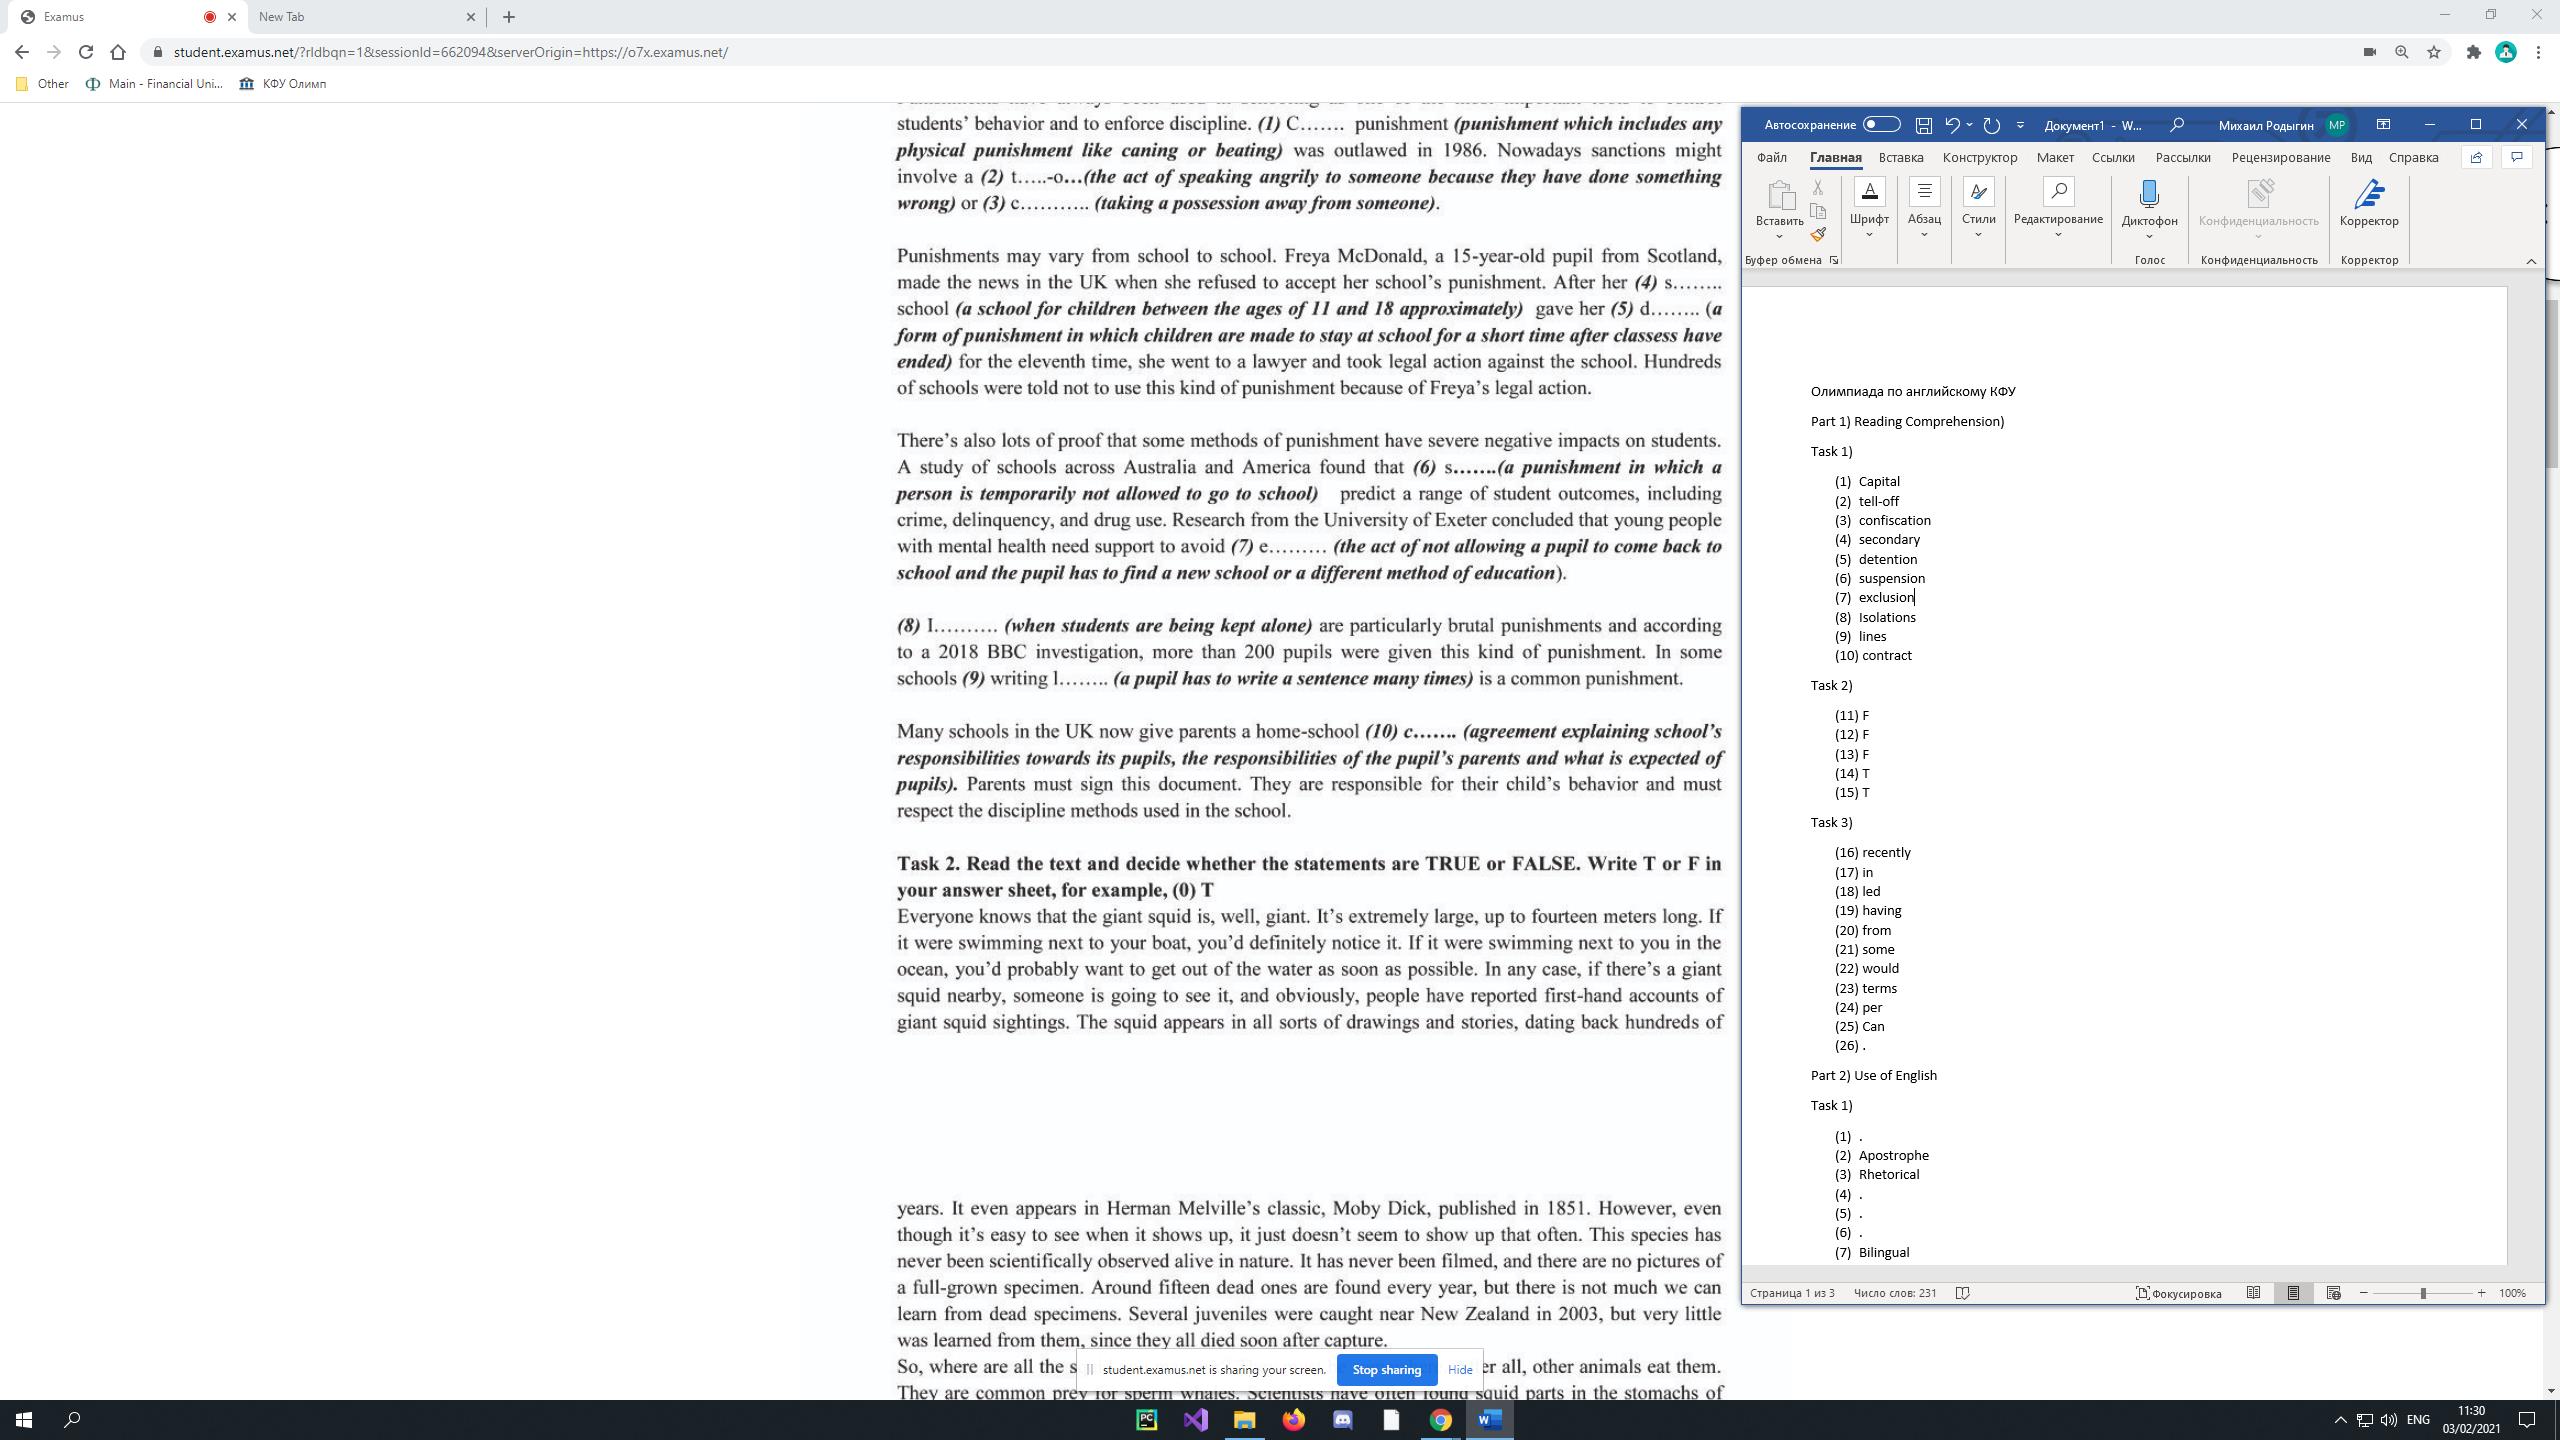 Examus
New Tab
student.examus.net/?rldbqn=1&sessionId=662094&serverOrigin=https://o7x.examus.net/
Other
Main - Financial Uni...
КФУ Олимп
students' behavior and to enforce discipline. (1) C……. punishment (punishment which includes any
physical punishment like caning or beating) was outlawed in 1986. Nowadays sanctions might
involve a (2) t…..-o…(the act of speaking angrily to someone because they have done something
wrong) or (3) c……….. (taking a possession away from someone).
Punishments may vary from school to school. Freya McDonald, a 15-year-old pupil from Scotland,
made the news in the UK when she refused to accept her school's punishment. After her (4) s……..
school (a school for children between the ages of 11 and 18 approximately) gave her (5) d…….. (a
form of punishment in which children are made to stay at school for a short time after classess have
ended) for the eleventh time, she went to a lawyer and took legal action against the school. Hundreds
of schools were told not to use this kind of punishment because of Freya's legal action.
There's also lots of proof that some methods of punishment have severe negative impacts on students.
A study of schools across Australia and America found that (6) s…….(a punishment in which a
person is temporarily not allowed to go to school) predict a range of student outcomes, including
crime, delinquency, and drug use. Research from the University of Exeter concluded that young people
with mental health need support to avoid (7) e……… (the act of not allowing a pupil to come back to
school and the pupil has to find a new school or a different method of education).
(8) I………. (when students are being kept alone) are particularly brutal punishments and according
to a 2018 BBC investigation, more than 200 pupils were given this kind of punishment. In some
schools (9) writing l…….. (a pupil has to write a sentence many times) is a common punishment.
Many schools in the UK now give parents a home-school (10) c……. (agreement explaining school's
responsibilities towards its pupils, the responsibilities of the pupil's parents and what is expected of
pupils). Parents must sign this document. They are responsible for their child's behavior and must
respect the discipline methods used in the school.
Task 2. Read the text and decide whether the statements are TRUE or FALSE. Write T or F in
your answer sheet, for example, (0) T
Everyone knows that the giant squid is, well, giant. It's extremely large, up to fourteen meters long. If
it were swimming next to your boat, you'd definitely notice it. If it were swimming next to you in the
ocean, you'd probably want to get out of the water as soon as possible. In any case, if there's a giant
squid nearby, someone is going to see it, and obviously, people have reported first-hand accounts of
giant squid sightings. The squid appears in all sorts of drawings and stories, dating back hundreds of
years. It even appears in Herman Melville's classic, Moby Dick, published in 1851. However, even
though it's easy to see when it shows up, it just doesn't seem to show up that often. This species has
never been scientifically observed alive in nature. It has never been filmed, and there are no pictures of
a full-grown specimen. Around fifteen dead ones are found every year, but there is not much we can
learn from dead specimens. Several juveniles were caught near New Zealand in 2003, but very little
was learned from them, since they all died soon after capture.
So, where are all the s er all, other animals eat them.
They are common prey for sperm whales. Scientists have often found squid parts in the stomachs of
student.examus.net is sharing your screen.
Stop sharing
Hide
Автосохранение
Документ1 - W...
Михаил Родыгин
МР
Файл
Главная
Вставка
Конструктор
Макет
Ссылки
Рассылки
Рецензирование
Вид
Справка
Вставить
Шрифт
Абзац
Стили
Редактирование
Диктофон
Конфиденциальность
Корректор
Буфер обмена
Голос
Конфиденциальность
Корректор
Олимпиада по английскому КФУ
Part 1) Reading Comprehension)
Task 1)
(1) Capital
(2) tell-off
(3) confiscation
(4) secondary
(5) detention
(6) suspension
(7) exclusion
(8) Isolations
(9) lines
(10) contract
Task 2)
(11) F
(12) F
(13) F
(14) T
(15) T
Task 3)
(16) recently
(17) in
(18) led
(19) having
(20) from
(21) some
(22) would
(23) terms
(24) per
(25) Can
(26) .
Part 2) Use of English
Task 1)
(1) .
(2) Apostrophe
(3) Rhetorical
(4) .
(5) .
(6) .
(7) Bilingual
Страница 1 из 3
Число слов: 231
Фокусировка
100%
PC
ENG
11:30
03/02/2021